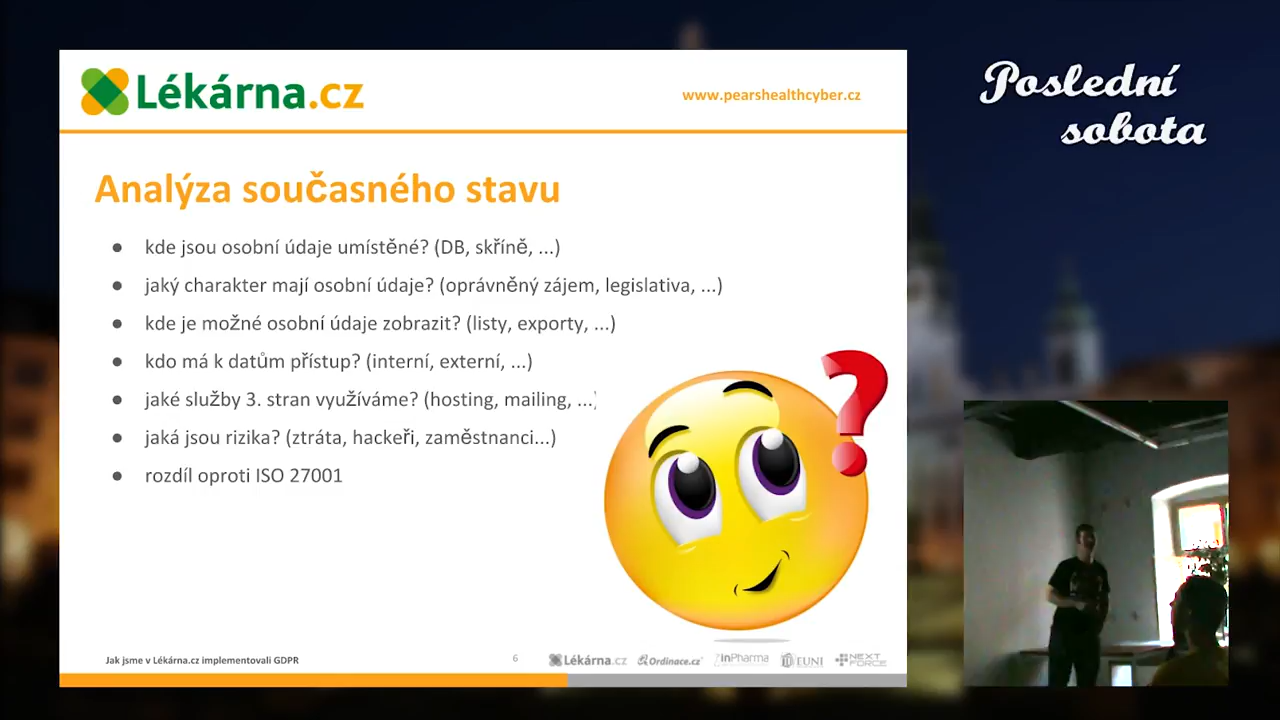 Lékárna.cz
www.pearshealthcyber.cz
Poslední
sobota
Analýza současného stavu
● kde jsou osobní údaje umístěné? (DB, skříně, ...)
● jaký charakter mají osobní údaje? (oprávněný zájem, legislativa, ...)
● kde je možné osobní údaje zobrazit? (listy, exporty, ...)
● kdo má k datům přístup? (interní, externí, ...)
● jaké služby 3. stran využíváme? (hosting, mailing, ...)
● jaká jsou rizika? (ztráta, hackeři, zaměstnanci...)
● rozdíl oproti ISO 27001
?
Jak jsme v Lékárna.cz implementovali GDPR
6
Lékárna.cz Ordinace.cz inPharma EUNI NEXT FORCE